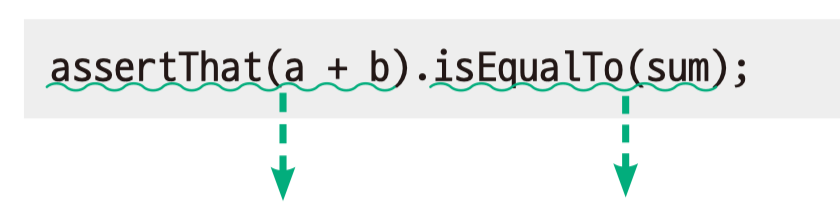 assertThat(a + b).isEqualTo(sum);